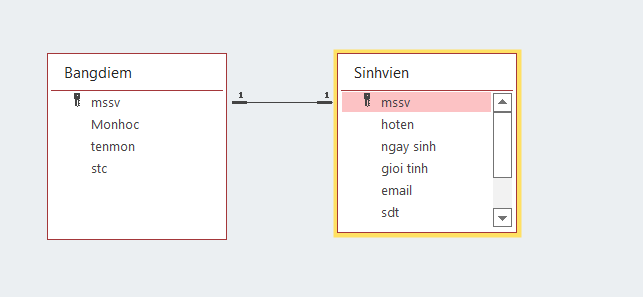 Bangdiem
mssv
Monhoc
tenmon
stc
1
1
Sinhvien
mssv
hoten
ngay sinh
gioi tinh
email
sdt